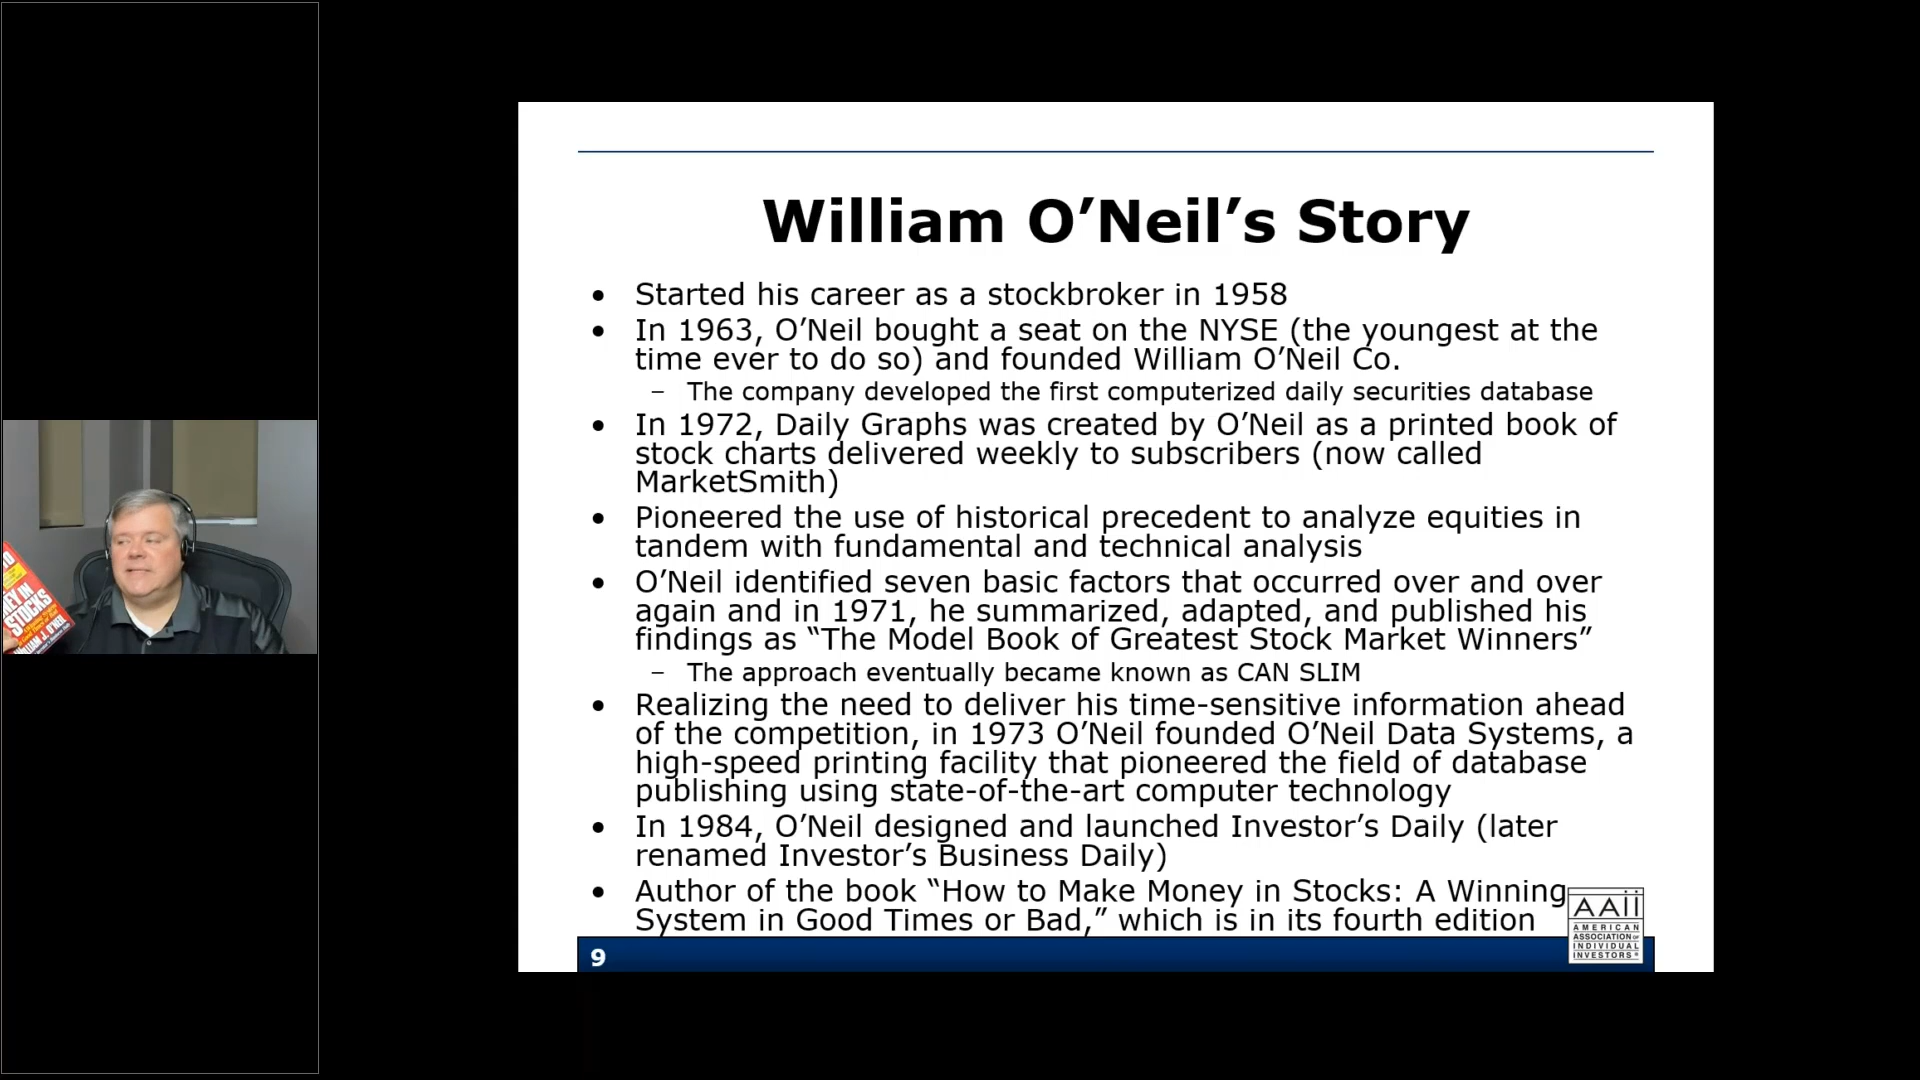 William O’Neil’s Story
• Started his career as a stockbroker in 1958
• In 1963, O’Neil bought a seat on the NYSE (the youngest at the
time ever to do so) and founded William O’Neil Co.
– The company developed the first computerized daily securities database
• In 1972, Daily Graphs was created by O’Neil as a printed book of
stock charts delivered weekly to subscribers (now called
MarketSmith)
• Pioneered the use of historical precedent to analyze equities in
tandem with fundamental and technical analysis
• O’Neil identified seven basic factors that occurred over and over
again and in 1971, he summarized, adapted, and published his
findings as “The Model Book of Greatest Stock Market Winners”
– The approach eventually became known as CAN SLIM
• Realizing the need to deliver his time-sensitive information ahead
of the competition, in 1973 O’Neil founded O’Neil Data Systems, a
high-speed printing facility that pioneered the field of database
publishing using state-of-the-art computer technology
• In 1984, O’Neil designed and launched Investor’s Daily (later
renamed Investor’s Business Daily)
• Author of the book “How to Make Money in Stocks: A Winning
System in Good Times or Bad,” which is in its fourth edition
9
AAii
AMERICAN
ASSOCIATION OF
INDIVIDUAL
INVESTORS®
STOCKS